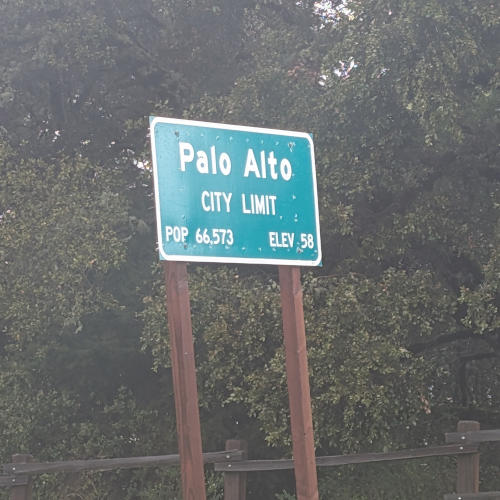 Palo Alto
CITY LIMIT
POP 66,573 ELEV 58